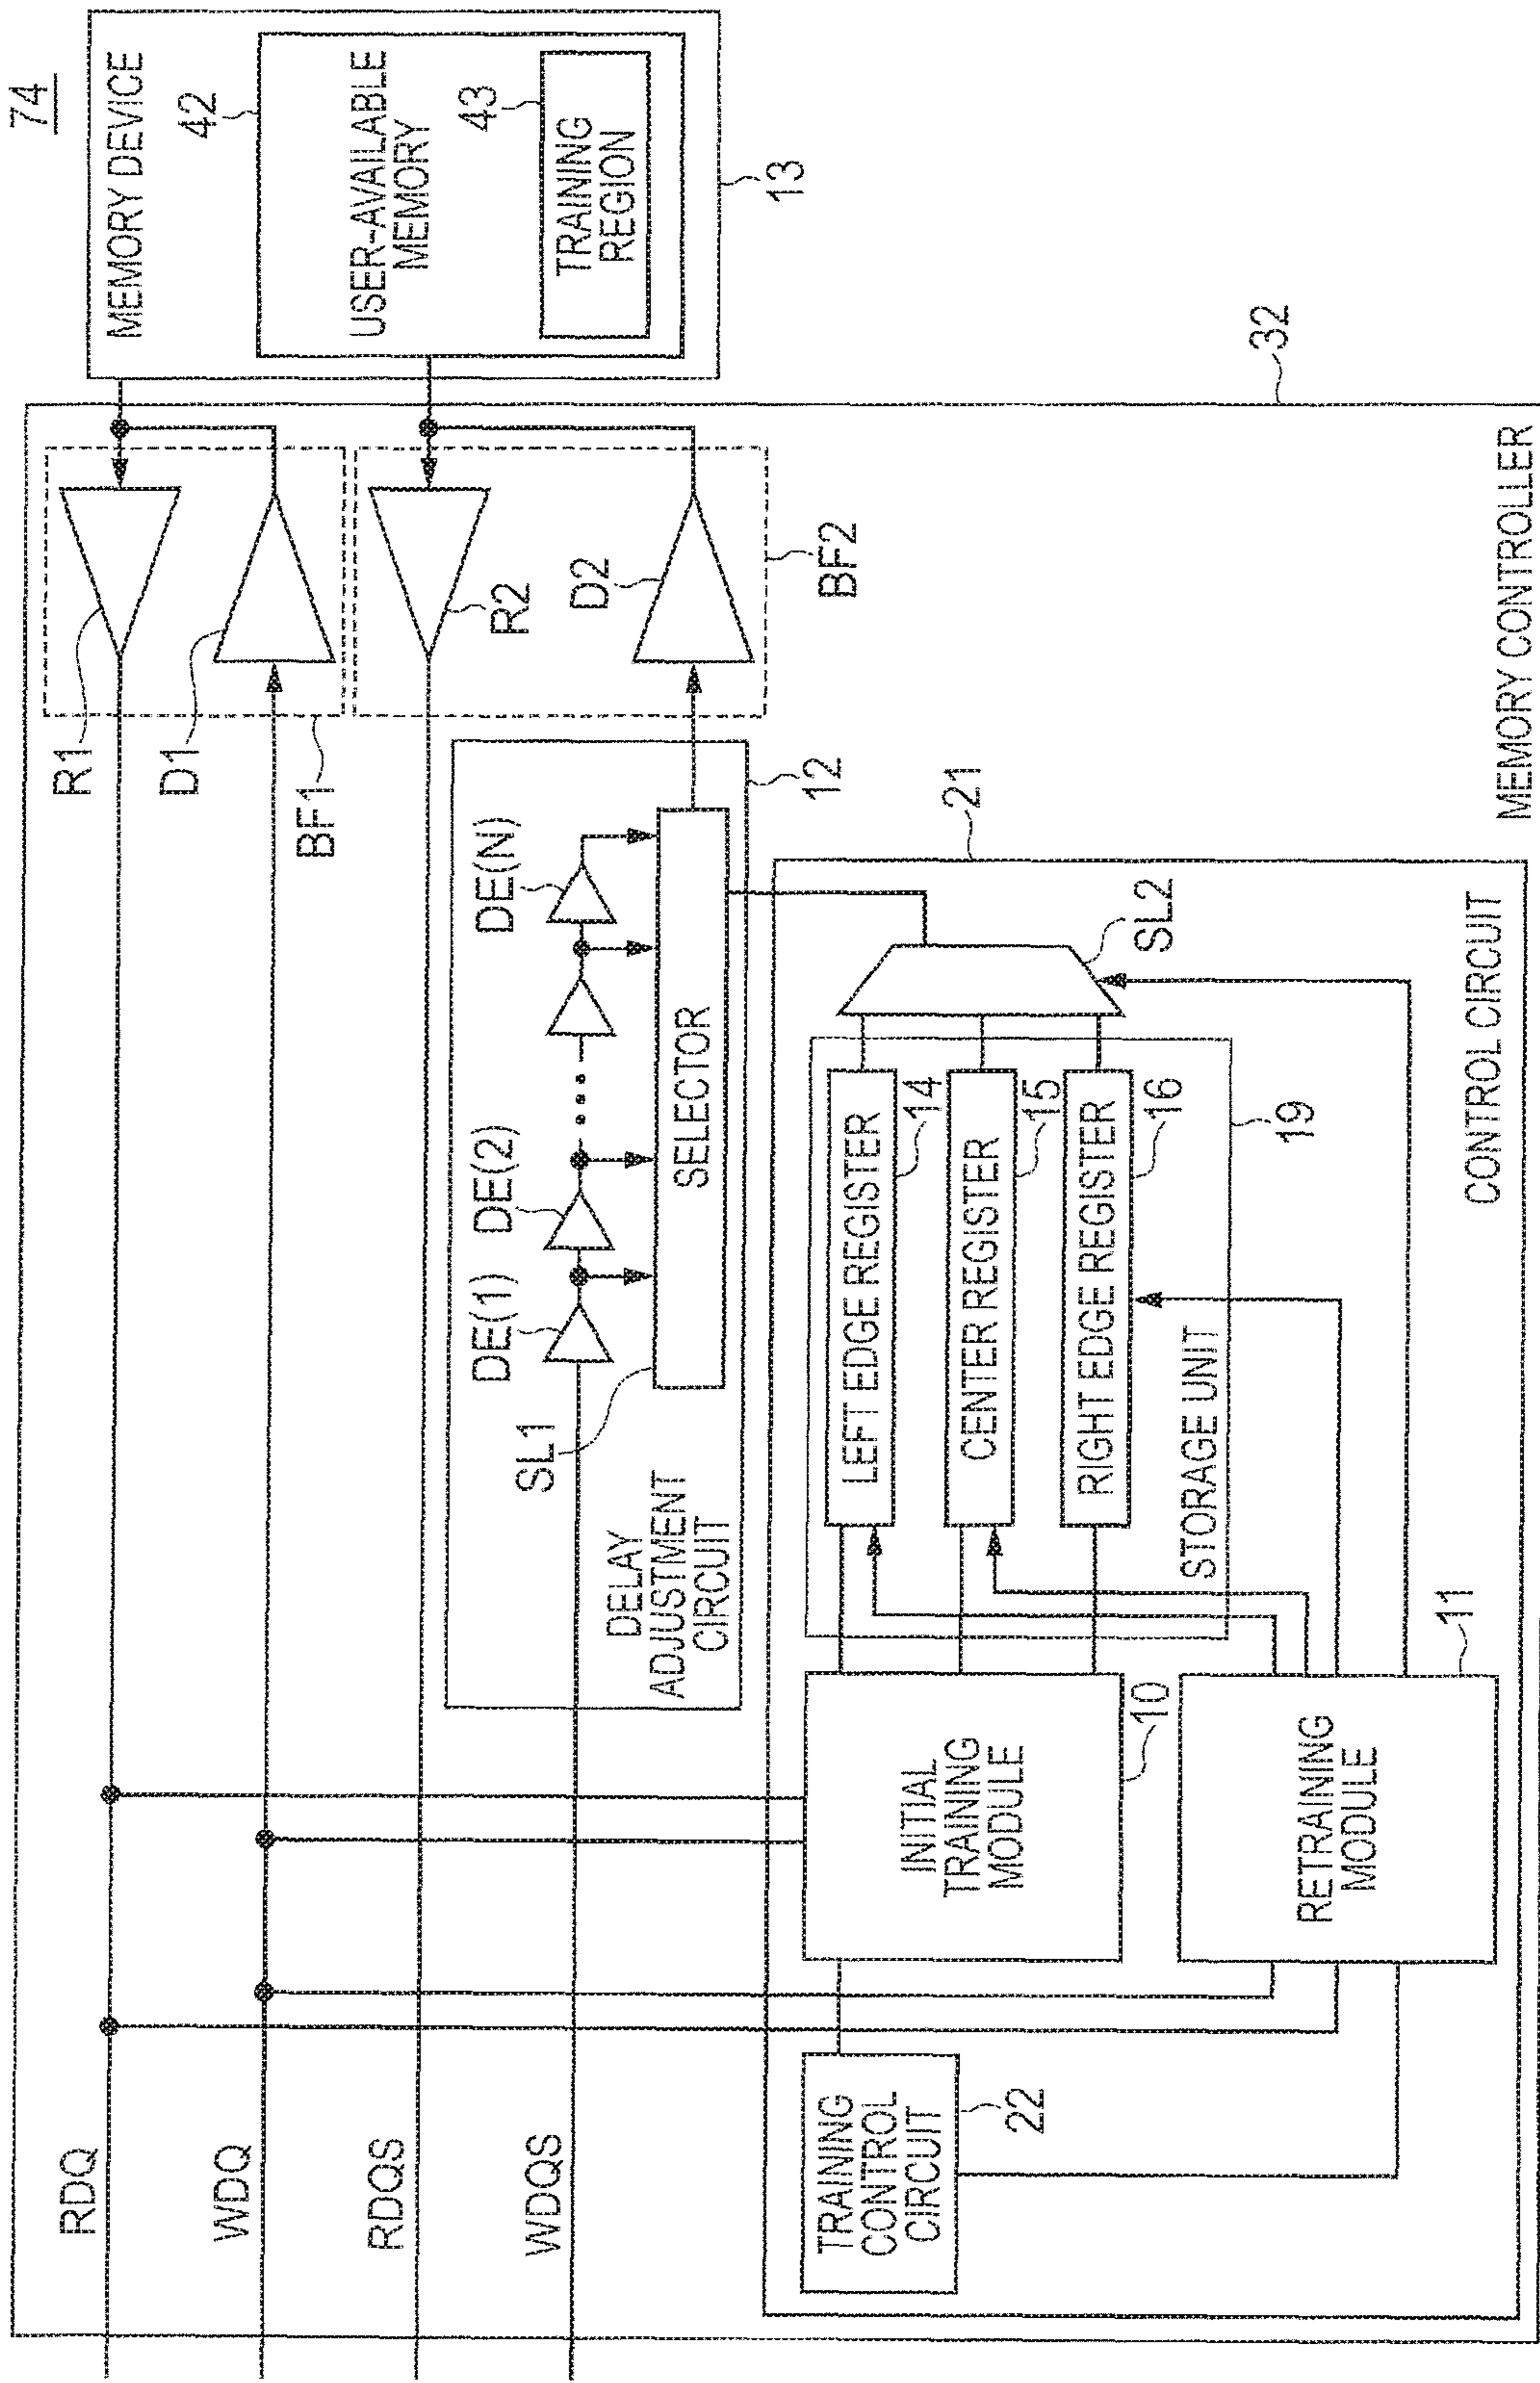 74
MEMORY DEVICE
42
USER-AVAILABLE
MEMORY
43
TRAINING
REGION
13
32
MEMORY CONTROLLER
R1
D1
BF1
R2
D2
BF2
RDQ
WDQ
RDQS
WDQS
DELAY
ADJUSTMENT
CIRCUIT
SL1
DE(1)
DE(2)
DE(N)
SELECTOR
12
21
CONTROL CIRCUIT
SL2
LEFT EDGE REGISTER
14
CENTER REGISTER
15
RIGHT EDGE REGISTER
16
STORAGE UNIT
19
INITIAL
TRAINING
MODULE
10
RETRAINING
MODULE
11
TRAINING
CONTROL
CIRCUIT
22